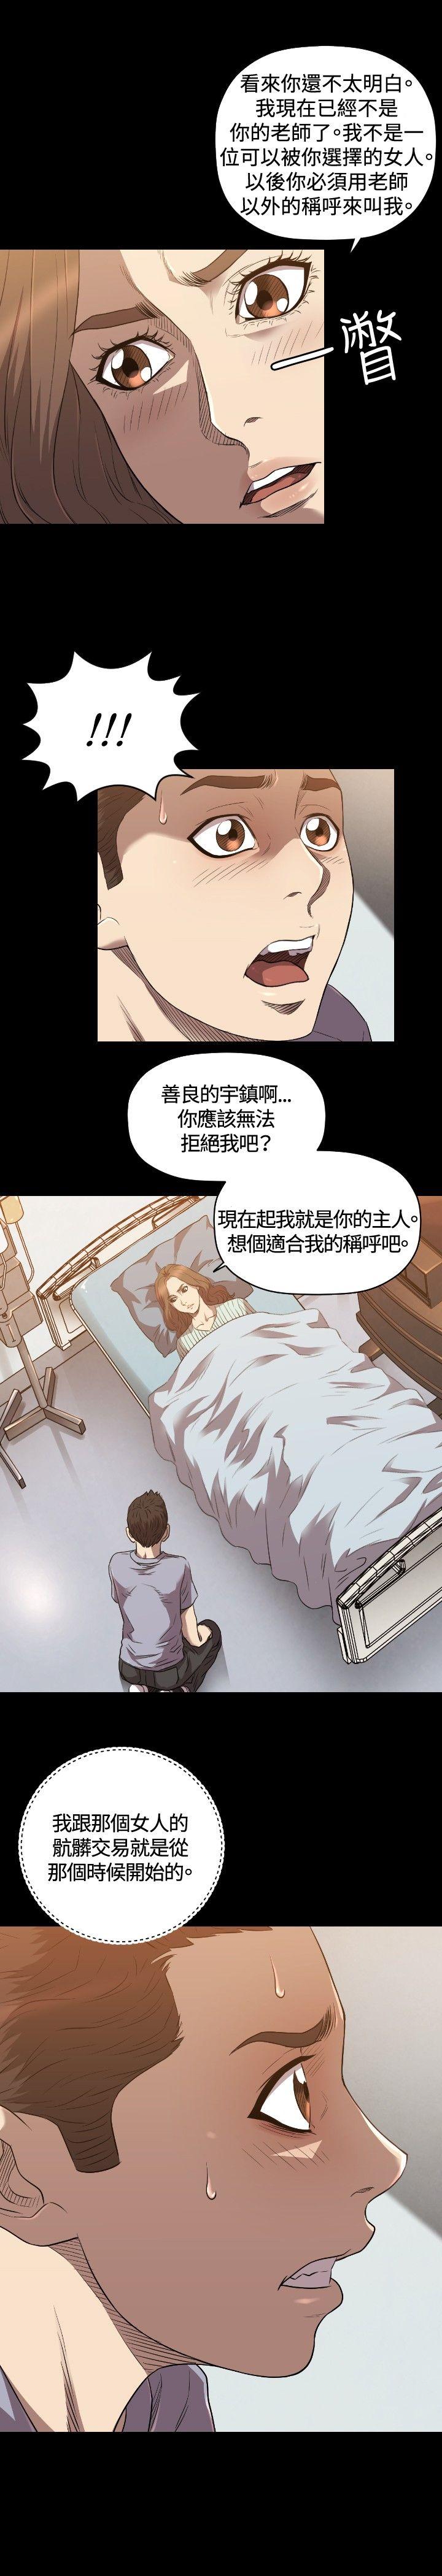 看來你還不太明白。
我現在已經不是
你的老師了。我不是一
位可以被你選擇的女人。
以後你必須用老師
以外的稱呼來叫我。
瞥
!!!
善良的宇鎮啊...
你應該無法
拒絕我吧？
現在起我就是你的主人。
想個適合我的稱呼吧。
我跟那個女人的
骯髒交易就是從
那個時候開始的。